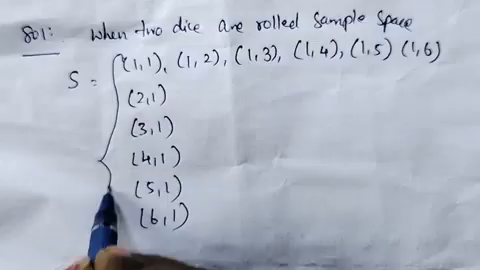 Sol: When two dice are rolled Sample Space
S = { (1,1), (1,2), (1,3), (1,4), (1,5) (1,6)
(2,1)
(3,1)
(4,1)
(5,1)
(6,1)